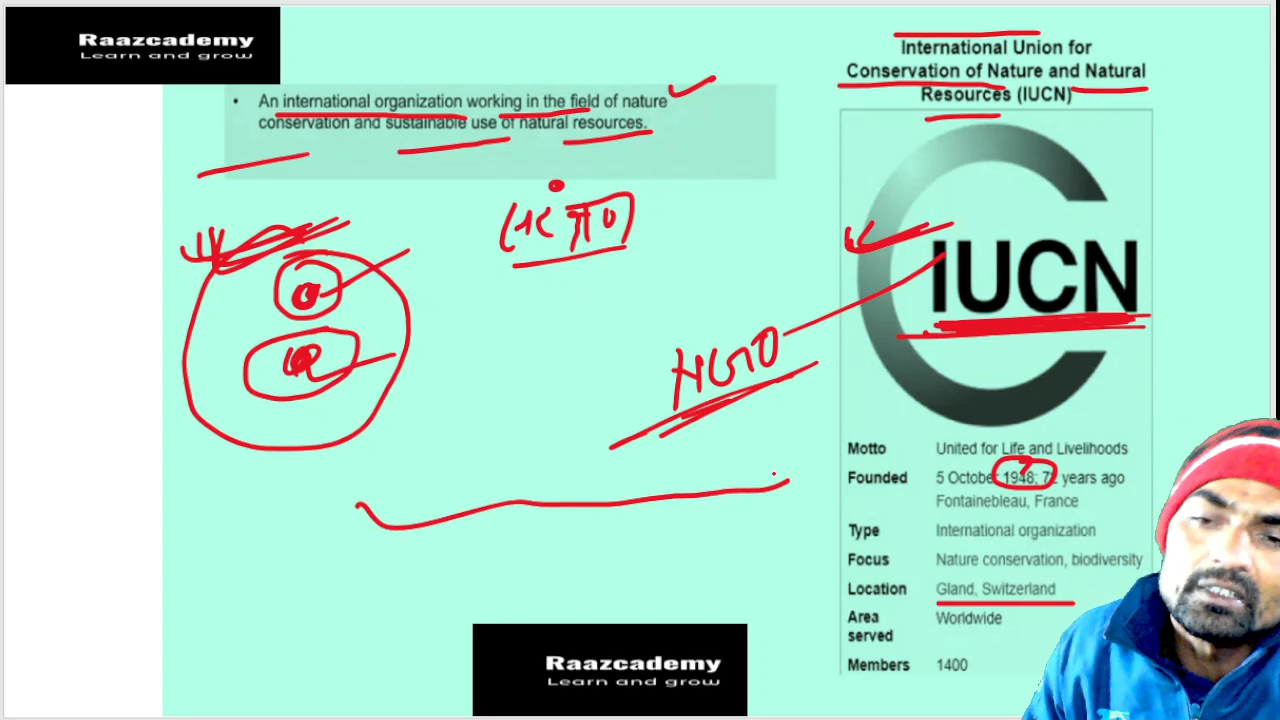 Raazcademy
Learn and grow
• An international organization working in the field of nature
conservation and sustainable use of natural resources.
International Union for
Conservation of Nature and Natural
Resources (IUCN)
IUCN
Motto United for Life and Livelihoods
Founded 5 October 1948; 72 years ago
Fontainebleau, France
Type International organization
Focus Nature conservation, biodiversity
Location Gland, Switzerland
Area Worldwide
served
Members 1400
Raazcademy
Learn and grow